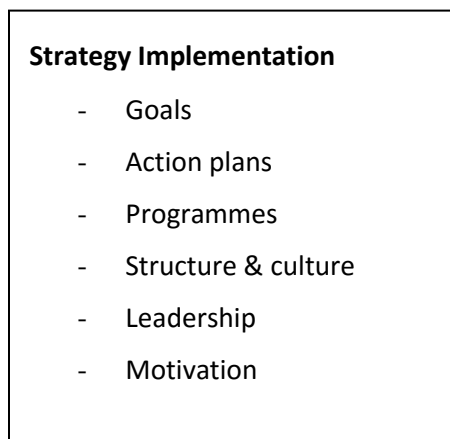 Strategy Implementation
- Goals
- Action plans
- Programmes
- Structure & culture
- Leadership
- Motivation